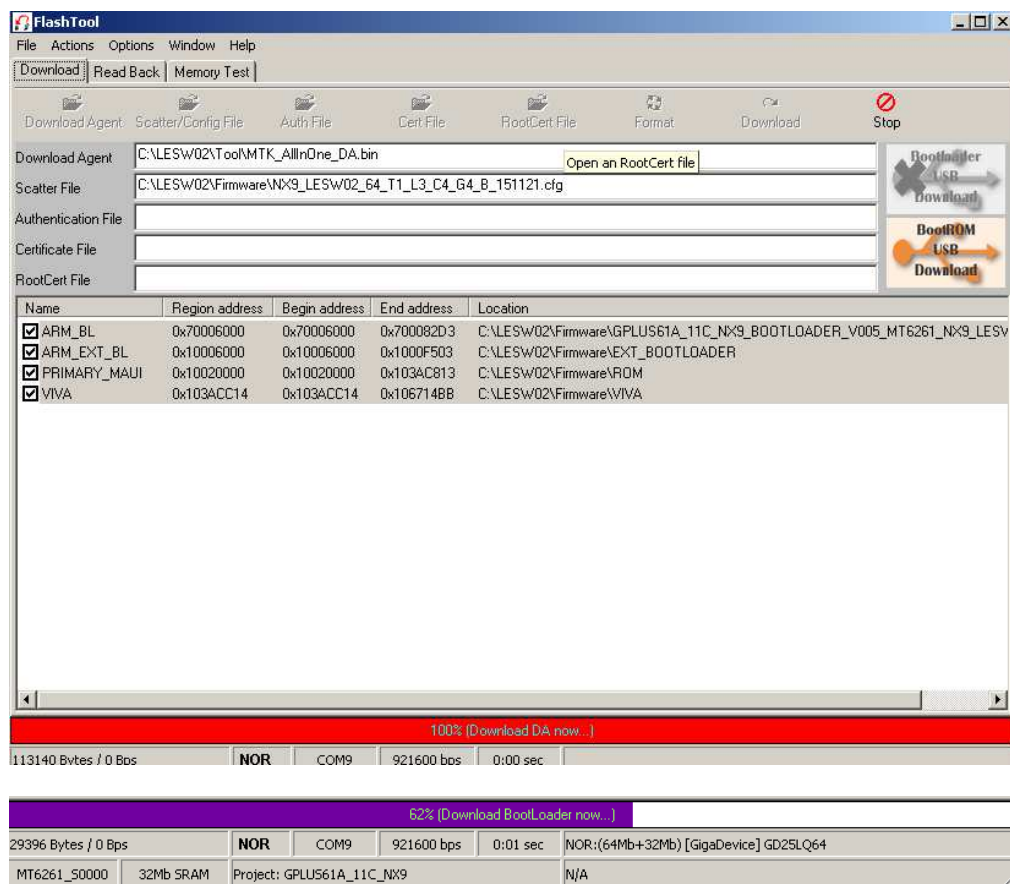 FlashTool
File Actions Options Window Help
Download Read Back Memory Test
Download Agent Scatter/Config File Auth File Cert File RootCert File Format Download Stop
Download Agent C:\LESW02\Tool\MTK_AllInOne_DA.bin
Open an RootCert file
Scatter File C:\LESW02\Firmware\NX9_LESW02_64_T1_L3_C4_G4_B_151121.cfg
Authentication File
Certificate File
RootCert File
Bootloader
USB
Download
BootROM
USB
Download
Name Region address Begin address End address Location
ARM_BL 0x70006000 0x70006000 0x700082D3 C:\LESW02\Firmware\GPLUS61A_11C_NX9_BOOTLOADER_V005_MT6261_NX9_LESV
ARM_EXT_BL 0x10006000 0x10006000 0x1000F503 C:\LESW02\Firmware\EXT_BOOTLOADER
PRIMARY_MAUI 0x10020000 0x10020000 0x103AC813 C:\LESW02\Firmware\ROM
VIVA 0x103ACC14 0x103ACC14 0x106714BB C:\LESW02\Firmware\VIVA
100% (Download DA now...)
113140 Bytes / 0 Bps NOR COM9 921600 bps 0:00 sec
62% (Download BootLoader now...)
29396 Bytes / 0 Bps NOR COM9 921600 bps 0:01 sec NOR:(64Mb+32Mb) [GigaDevice] GD25LQ64
MT6261_S0000 32Mb SRAM Project: GPLUS61A_11C_NX9 N/A